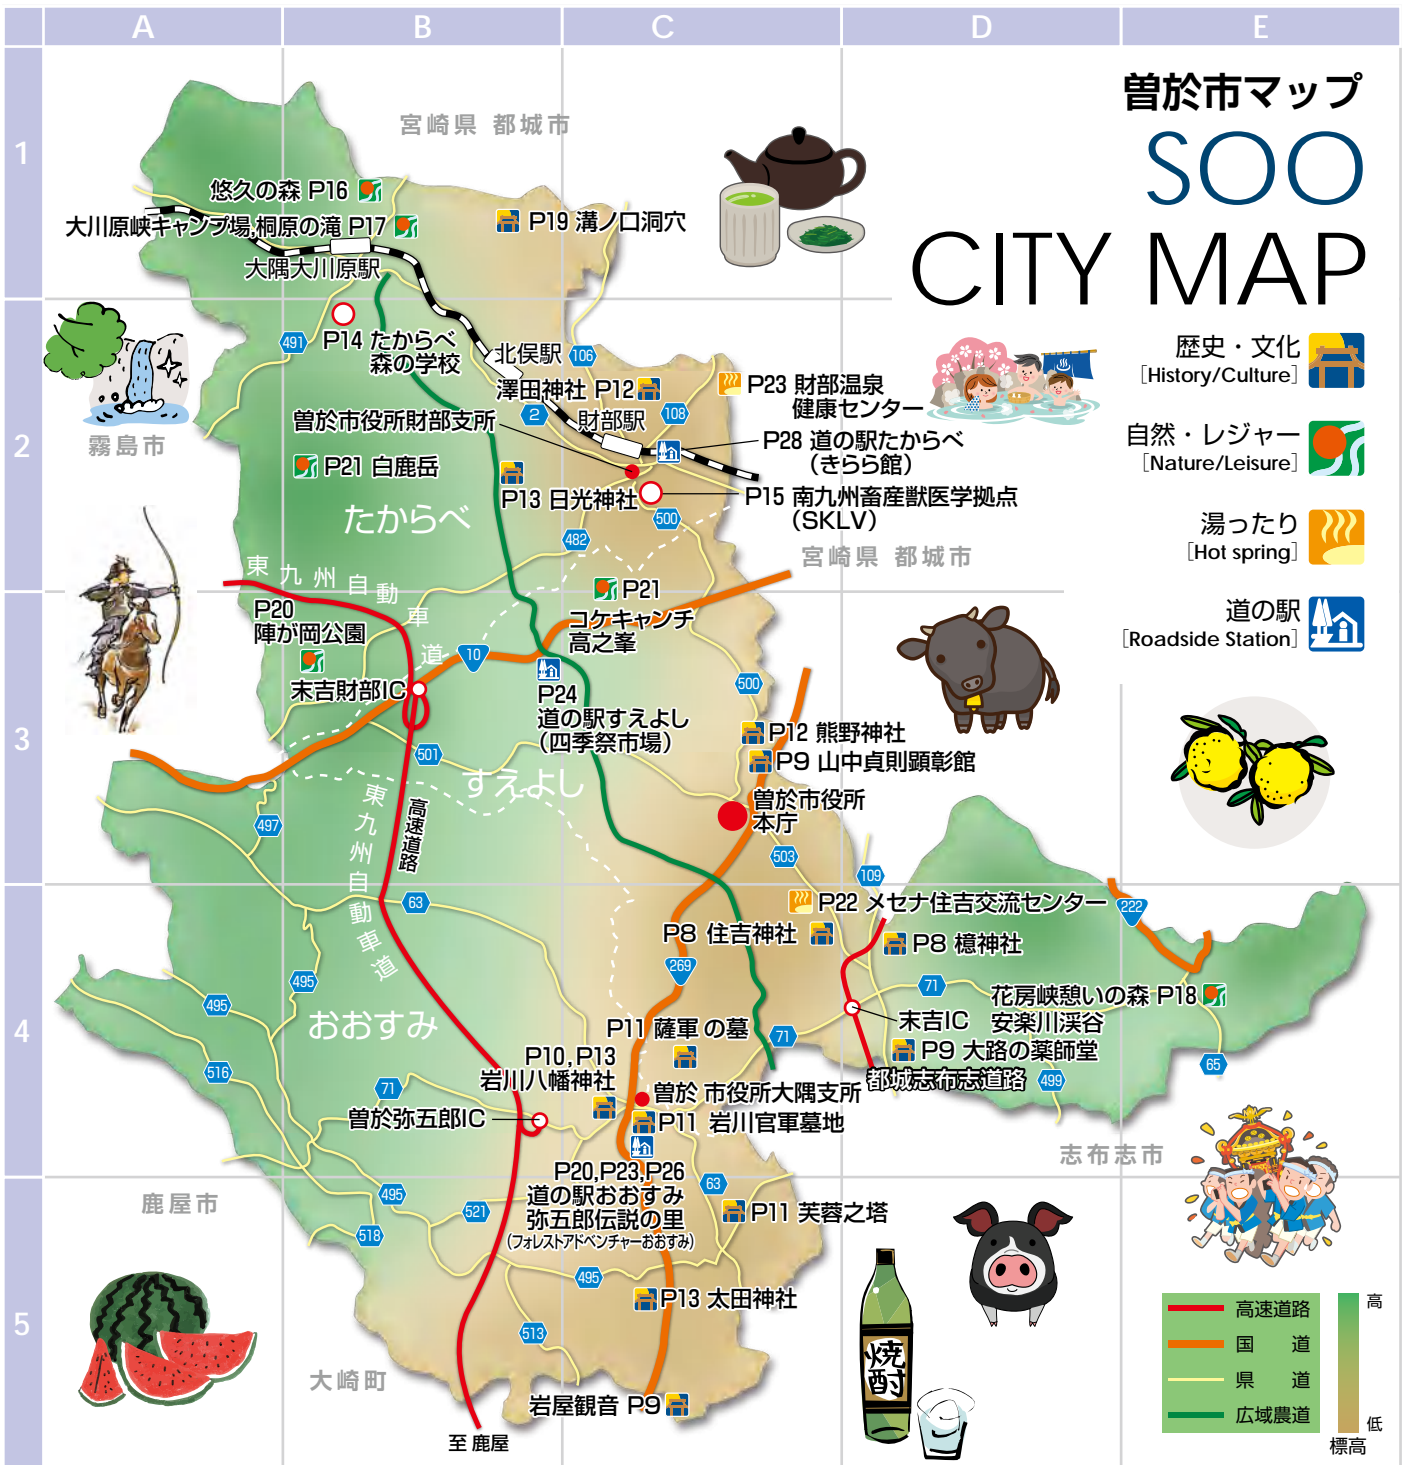 A
B
C
D
E
1
2
3
4
5
曽於市マップ
SOO
CITY MAP
歴史・文化
[History/Culture]
自然・レジャー
[Nature/Leisure]
湯ったり
[Hot spring]
道の駅
[Roadside Station]
宮崎県 都城市
悠久の森 P16
大川原峡キャンプ場,桐原の滝 P17
大隅大川原駅
P19 溝ノ口洞穴
491
P14 たからべ
森の学校
北俣駅
106
澤田神社 P12
2
財部駅
108
P23 財部温泉
健康センター
曽於市役所財部支所
P28 道の駅たからべ
(きらら館)
霧島市
P21 白鹿岳
P13 日光神社
P15 南九州畜産獣医学拠点
(SKLV)
500
482
たからべ
宮崎県 都城市
東九州自動車道
P20
陣が岡公園
P21
コケキャンチ
高之峯
10
末吉財部IC
P24
道の駅すえよし
(四季祭市場)
500
P12 熊野神社
P9 山中貞則顕彰館
501
すえよし
曽於市役所
本庁
497
東九州自動車道
高速道路
503
109
63
P22 メセナ住吉交流センター
222
P8 住吉神社
P8 檍神社
269
495
495
71
花房峡憩いの森 P18
安楽川渓谷
おおすみ
末吉IC
P11 薩軍の墓
71
P9 大路の薬師堂
P10,P13
岩川八幡神社
516
71
都城志布志道路
499
65
曽於 市役所大隅支所
曽於弥五郎IC
P11 岩川官軍墓地
志布志市
P20,P23,P26
道の駅おおすみ
弥五郎伝説の里
(フォレストアドベンチャーおおすみ)
63
鹿屋市
495
521
P11 芙蓉之塔
518
495
P13 太田神社
513
大崎町
岩屋観音 P9
至 鹿屋
焼酎
高速道路
国 道
県 道
広域農道
高
低
標高